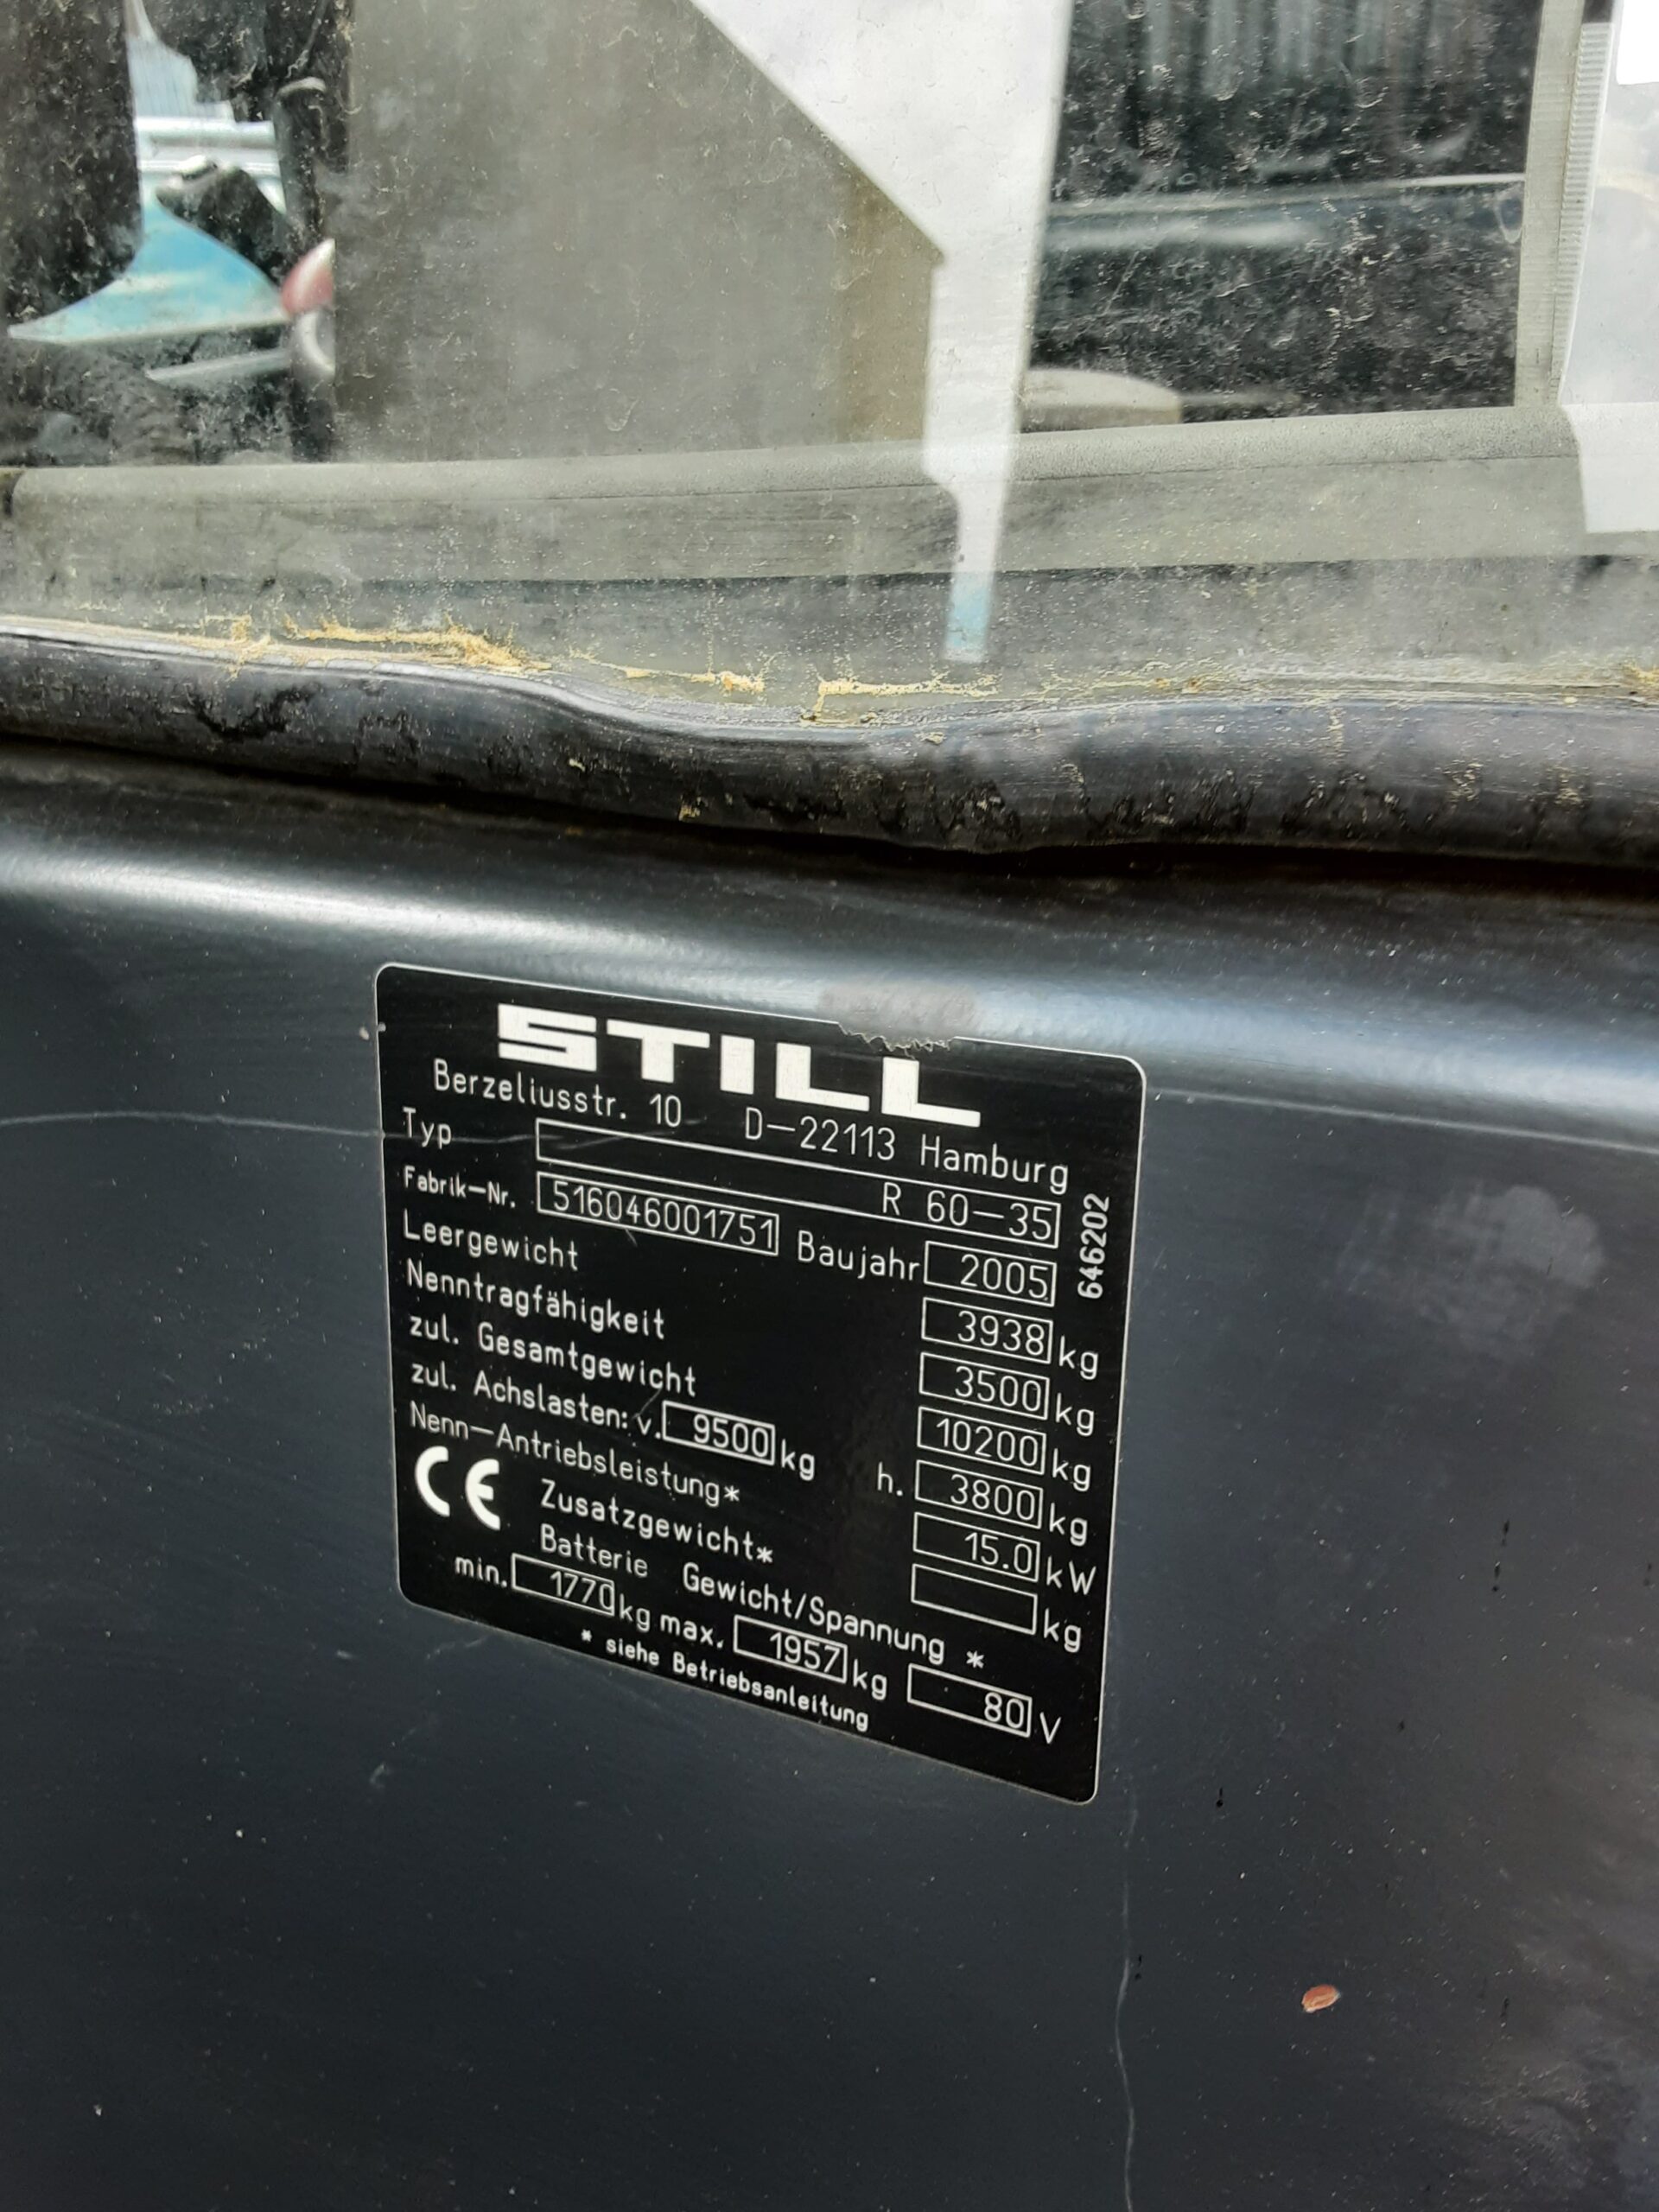 STILL
Berzeliusstr. 10 D-22113 Hamburg
Typ R 60-35
Fabrik-Nr. 516046001751 Baujahr 2005
Leergewicht 3938 kg
Nenntragfähigkeit 3500 kg
zul. Gesamtgewicht 10200 kg
zul. Achslasten: v. 9500 kg h. 3800 kg
Nenn-Antriebsleistung* 15.0 kW
CE Zusatzgewicht* kg
Batterie Gewicht/Spannung *
min. 1770 kg max. 1957 kg 80 V
* siehe Betriebsanleitung
646202